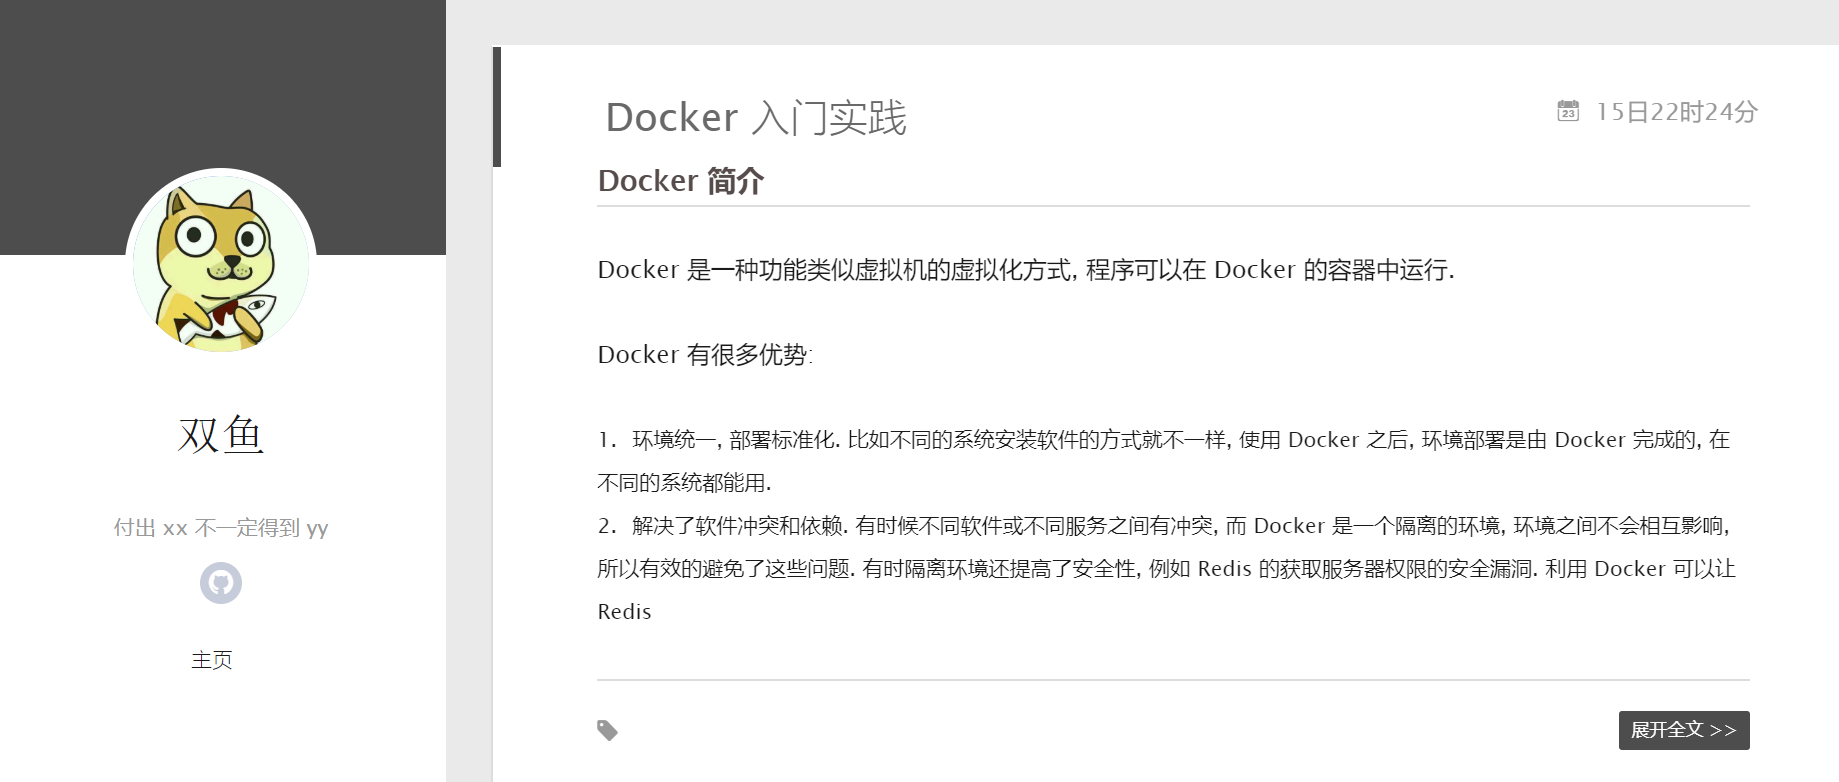 双鱼
付出 xx 不一定得到 yy
主页
Docker 入门实践
23
15日22时24分
Docker 简介
Docker 是一种功能类似虚拟机的虚拟化方式, 程序可以在 Docker 的容器中运行.
Docker 有很多优势:
1. 环境统一, 部署标准化. 比如不同的系统安装软件的方式就不一样, 使用 Docker 之后, 环境部署是由 Docker 完成的, 在
不同的系统都能用.
2. 解决了软件冲突和依赖. 有时候不同软件或不同服务之间有冲突, 而 Docker 是一个隔离的环境, 环境之间不会相互影响,
所以有效的避免了这些问题. 有时隔离环境还提高了安全性, 例如 Redis 的获取服务器权限的安全漏洞. 利用 Docker 可以让
Redis
展开全文 >>